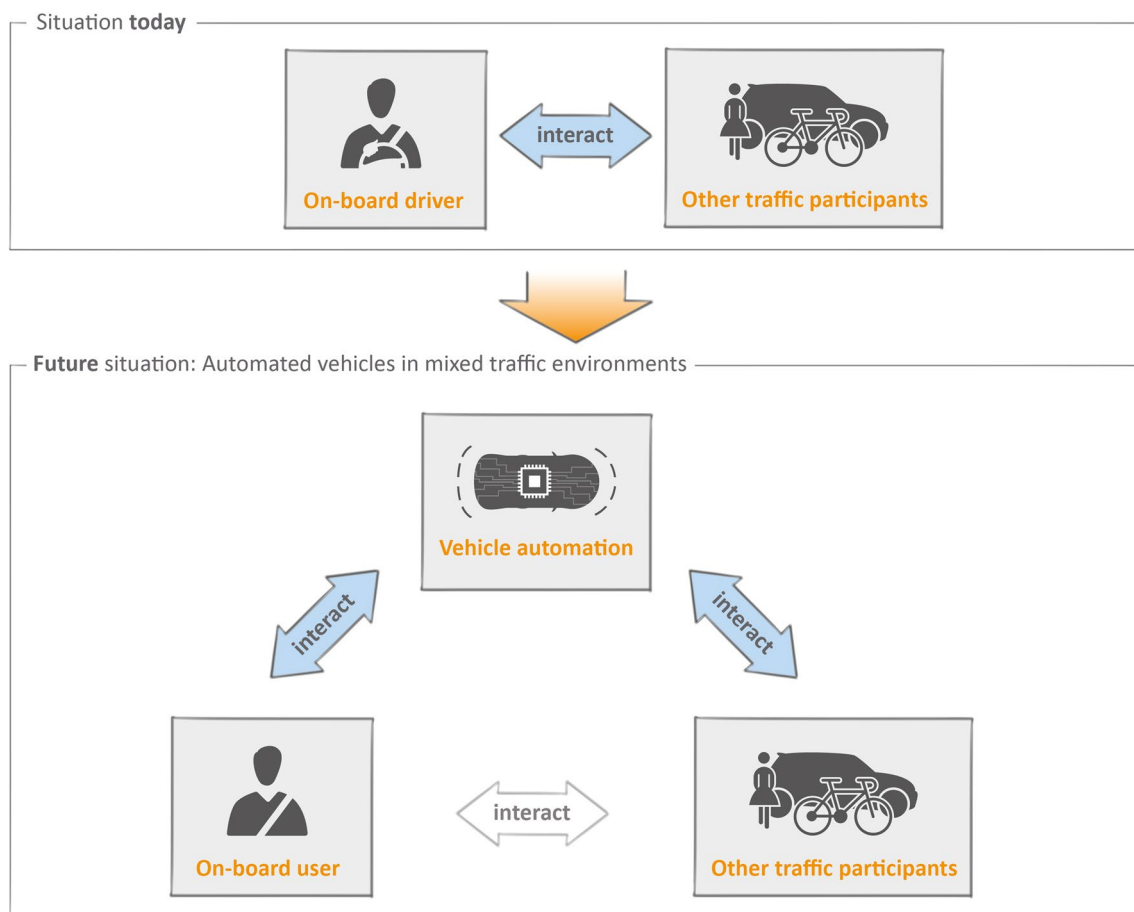 Situation today
On-board driver
interact
Other traffic participants
Future situation: Automated vehicles in mixed traffic environments
Vehicle automation
interact
interact
On-board user
interact
Other traffic participants